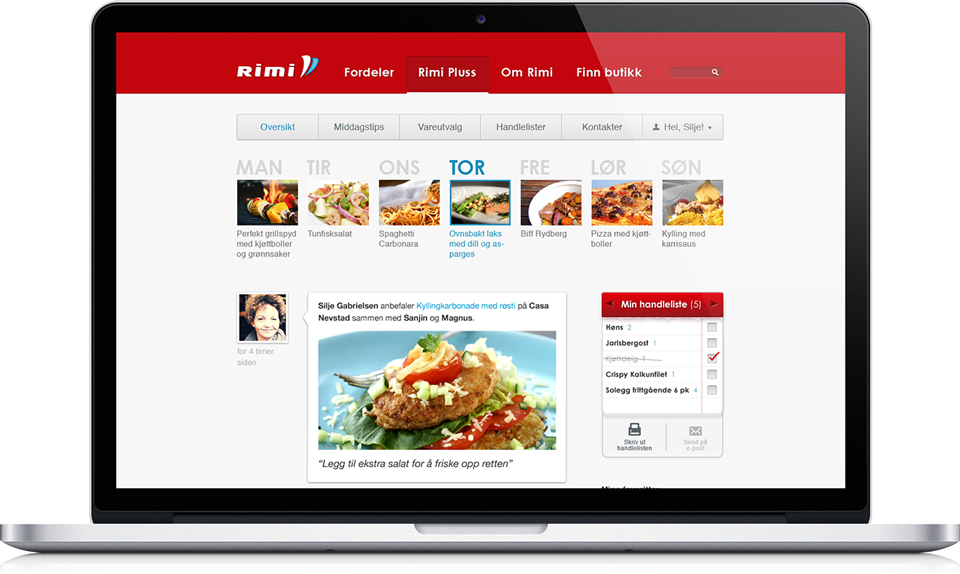 Rimi
Fordeler
Rimi Pluss
Om Rimi
Finn butikk
Oversikt
Middagstips
Vareutvalg
Handlelister
Kontakter
Hei, Silje!
MAN
TIR
ONS
TOR
FRE
LØR
SØN
Perfekt grillspyd
med kjøttboller
og grønnsaker
Tunfisksalat
Spaghetti
Carbonara
Ovnsbakt laks
med dill og as-
parges
Biff Rydberg
Pizza med kjøtt-
boller
Kylling med
karrisaus
for 4 timer
siden
Silje Gabrielsen anbefaler Kyllingkarbonade med røsti på Casa
Nevstad sammen med Sanjin og Magnus.
“Legg til ekstra salat for å friske opp retten”
Min handleliste (5)
Høns 2
Jarlsbergost 1
Kjøttdeig 1
Crispy Kalkunfilet 1
Solegg frittgående 6 pk 4
Skriv ut
handlelisten
Send på
e-post